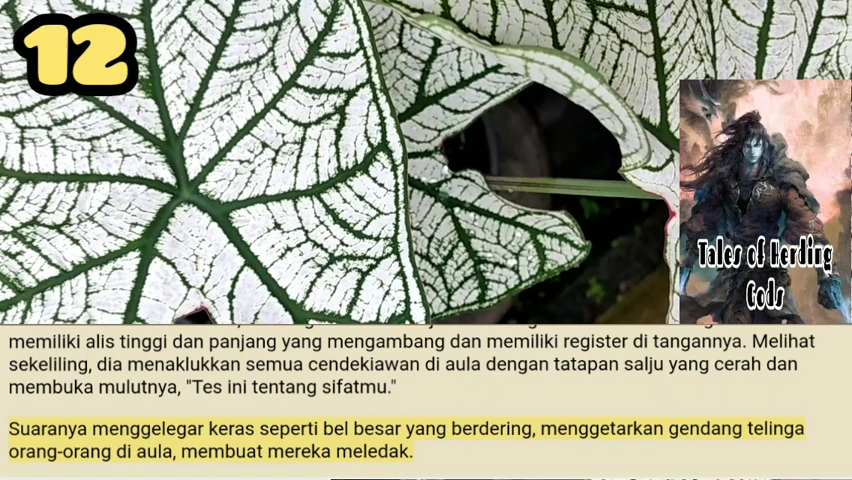 12
Tales of Herding
Gods
memiliki alis tinggi dan panjang yang mengambang dan memiliki register di tangannya. Melihat
sekeliling, dia menaklukkan semua cendekiawan di aula dengan tatapan salju yang cerah dan
membuka mulutnya, "Tes ini tentang sifatmu."
Suaranya menggelegar keras seperti bel besar yang berdering, menggetarkan gendang telinga
orang-orang di aula, membuat mereka meledak.